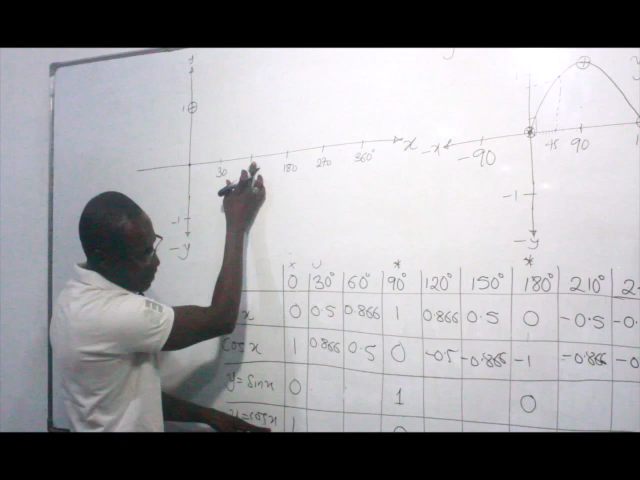 1
30
180
270
360°
x
-1
-y
-x
-90
45
90
-1
-y
x
*
*
0 30° 60° 90° 120° 150° 180° 210°
x 0 0.5 0.866 1 0.866 0.5 0 -0.5
Cos x 1 0.866 0.5 0 -0.5 -0.866 -1 -0.866
y=sinx 0 1 0
y=cosx 1